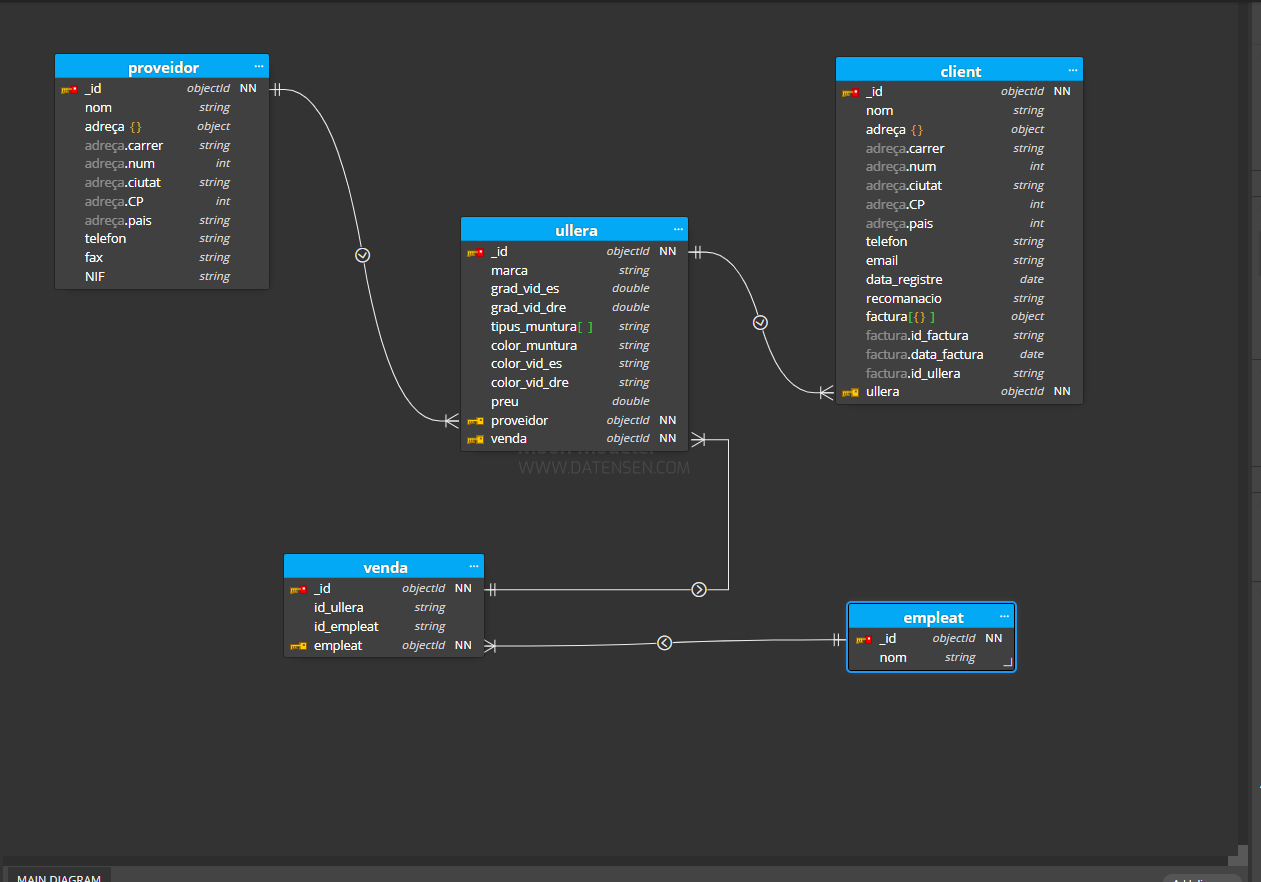 proveidor ...
_id objectId NN
nom string
adreça {} object
adreça.carrer string
adreça.num int
adreça.ciutat string
adreça.CP int
adreça.pais string
telefon string
fax string
NIF string
client ...
_id objectId NN
nom string
adreça {} object
adreça.carrer string
adreça.num int
adreça.ciutat string
adreça.CP int
adreça.pais int
telefon string
email string
data_registre date
recomanacio string
factura[{} ] object
factura.id_factura string
factura.data_factura date
factura.id_ullera string
ullera objectId NN
ullera ...
_id objectId NN
marca string
grad_vid_es double
grad_vid_dre double
tipus_muntura[ ] string
color_muntura string
color_vid_es string
color_vid_dre string
preu double
proveidor objectId NN
venda objectId NN
WWW.DATENSEN.COM
venda ...
_id objectId NN
id_ullera string
id_empleat string
empleat objectId NN
empleat ...
_id objectId NN
nom string
MAIN DIAGRAM